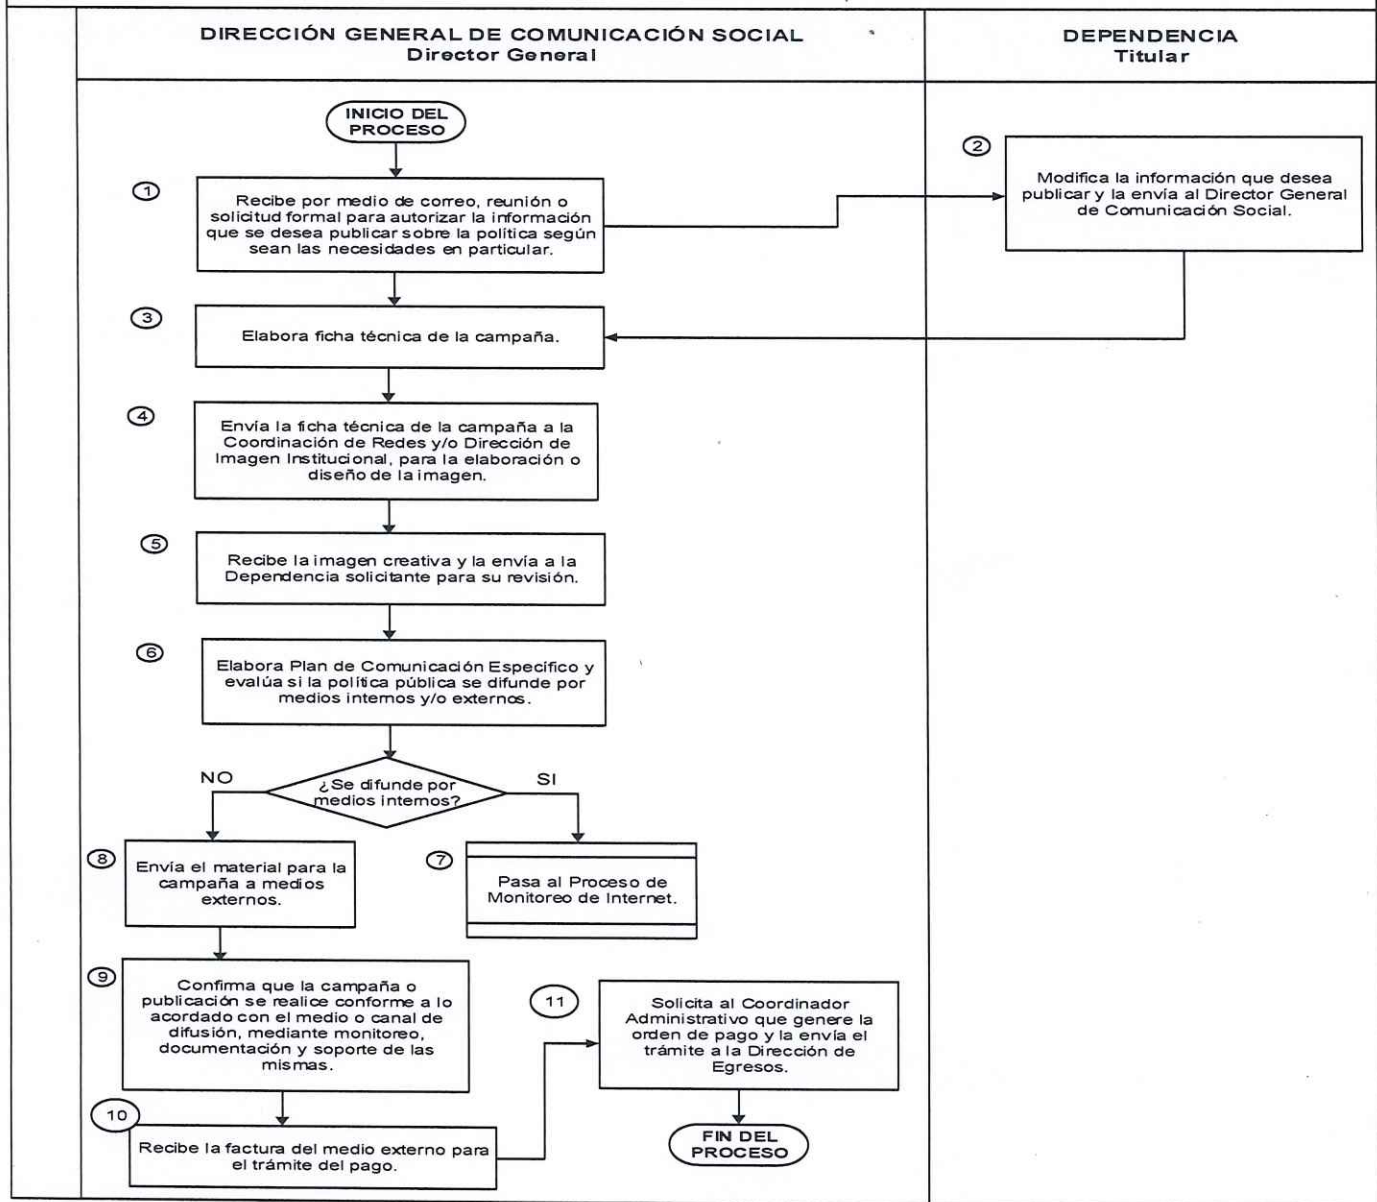 DIRECCIÓN GENERAL DE COMUNICACIÓN SOCIAL
Director General
DEPENDENCIA
Titular
INICIO DEL
PROCESO
1
Recibe por medio de correo, reunión o
solicitud formal para autorizar la información
que se desea publicar sobre la política según
sean las necesidades en particular.
2
Modifica la información que desea
publicar y la envía al Director General
de Comunicación Social.
3
Elabora ficha técnica de la campaña.
4
Envía la ficha técnica de la campaña a la
Coordinación de Redes y/o Dirección de
Imagen Institucional, para la elaboración o
diseño de la imagen.
5
Recibe la imagen creativa y la envía a la
Dependencia solicitante para su revisión.
6
Elabora Plan de Comunicación Específico y
evalúa si la política pública se difunde por
medios internos y/o externos.
NO
¿Se difunde por
medios internos?
SI
8
Envía el material para la
campaña a medios
externos.
7
Pasa al Proceso de
Monitoreo de Internet.
9
Confirma que la campaña o
publicación se realice conforme a lo
acordado con el medio o canal de
difusión, mediante monitoreo,
documentación y soporte de las
mismas.
11
Solicita al Coordinador
Administrativo que genere la
orden de pago y la envía el
trámite a la Dirección de
Egresos.
10
Recibe la factura del medio externo para
el trámite del pago.
FIN DEL
PROCESO